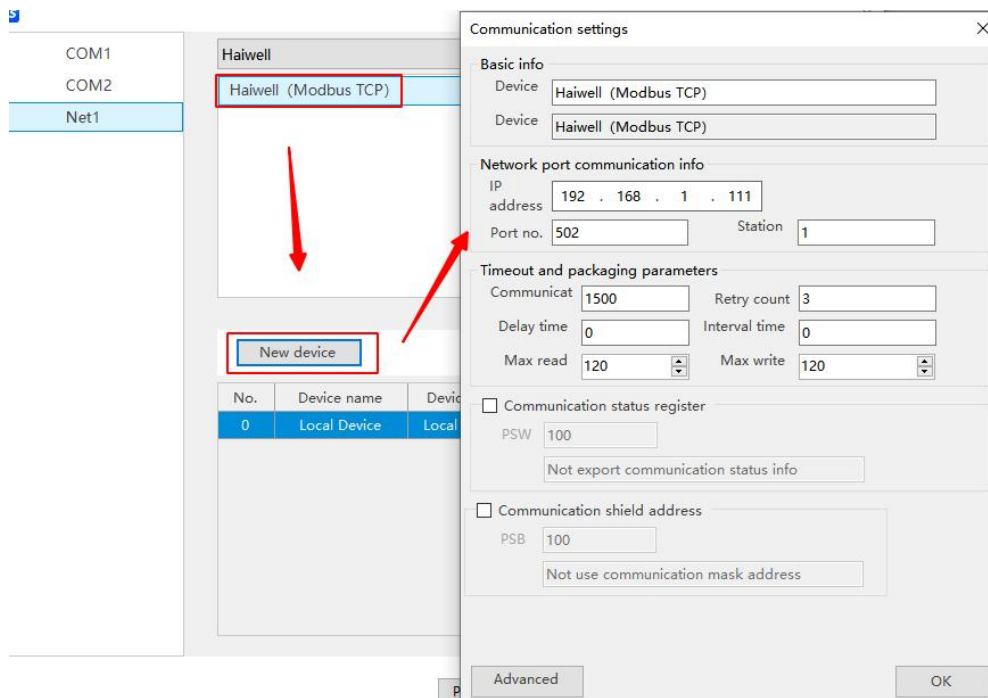 S
COM1
COM2
Net1
Haiwell
Haiwell (Modbus TCP)
New device
No. Device name Devic
0 Local Device Local
P
Communication settings
Basic info
Device Haiwell (Modbus TCP)
Device Haiwell (Modbus TCP)
Network port communication info
IP
address 192 . 168 . 1 . 111
Port no. 502 Station 1
Timeout and packaging parameters
Communicat 1500 Retry count 3
Delay time 0 Interval time 0
Max read 120 Max write 120
Communication status register
PSW 100
Not export communication status info
Communication shield address
PSB 100
Not use communication mask address
Advanced OK